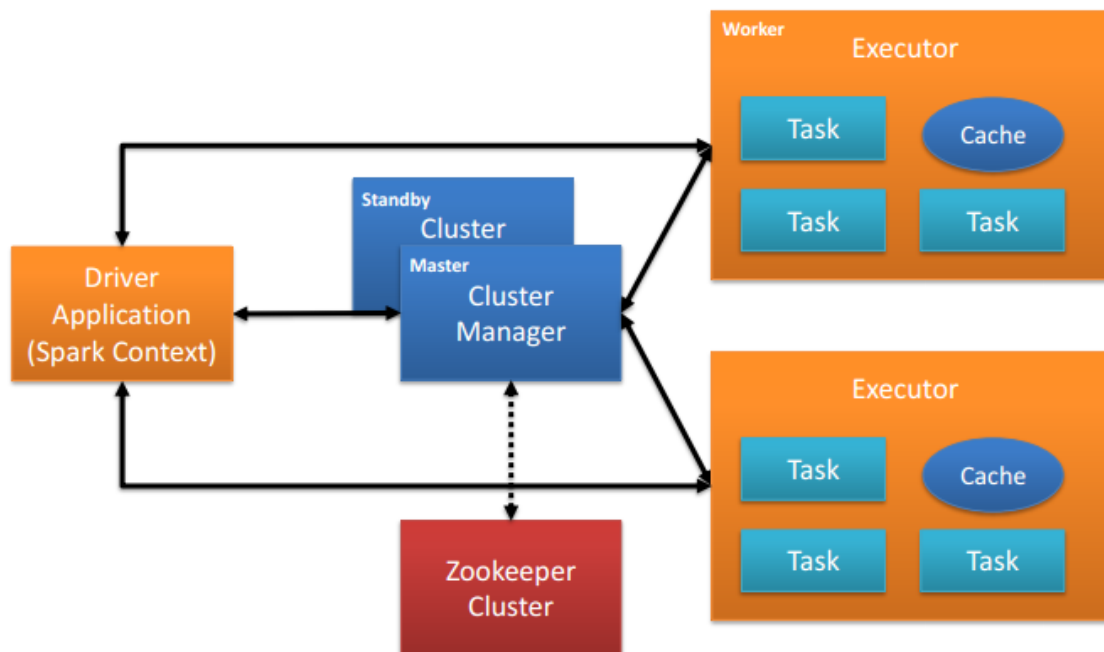 Worker
Executor
Task
Cache
Task
Task
Standby
Cluster
Master
Cluster
Manager
Driver
Application
(Spark Context)
Executor
Task
Cache
Task
Task
Zookeeper
Cluster